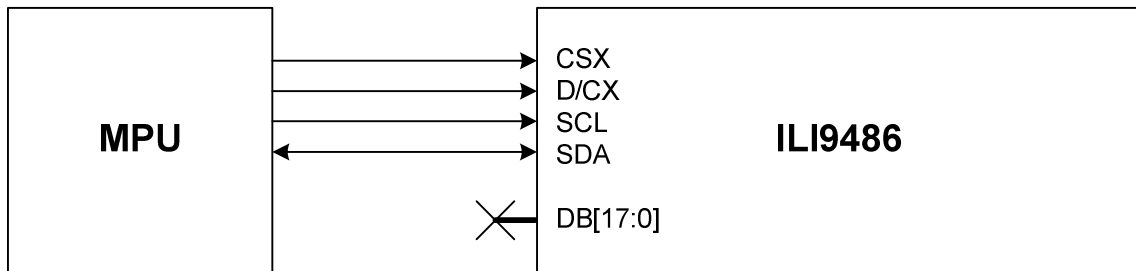 CSX
D/CX
SCL
MPU
ILI9486
SDA
DB[17:0]